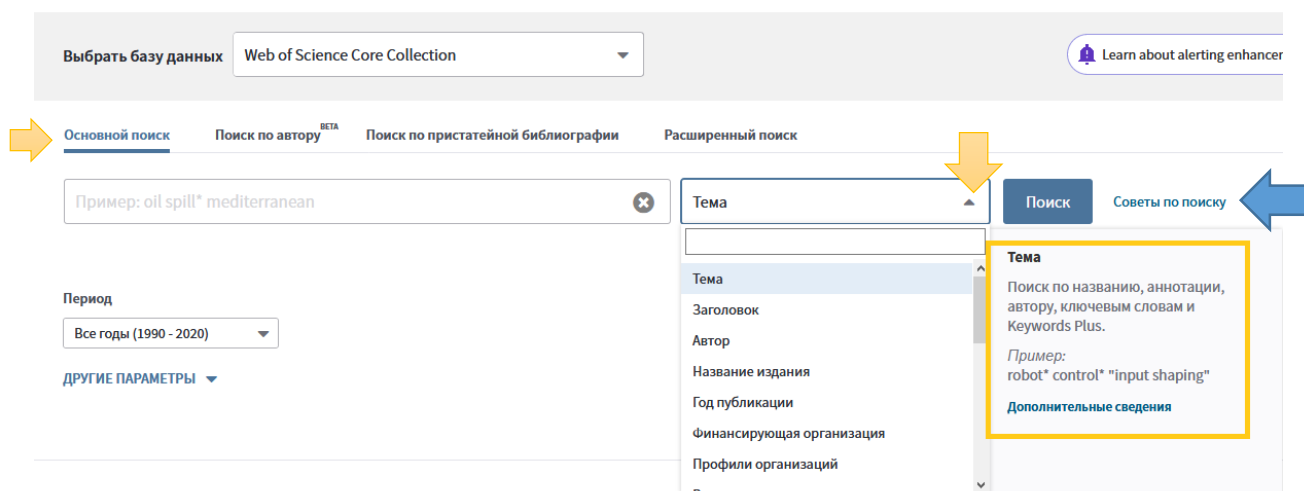 Выбрать базу данных
Web of Science Core Collection
Learn about alerting
Основной поиск
Поиск по автору BETA
Поиск по пристатейной библиографии
Расширенный поиск
Пример: oil spill* mediterranean
Тема
Поиск
Советы по поиску
Тема
Заголовок
Автор
Название издания
Год публикации
Финансирующая организация
Профили организаций
Тема
Поиск по названию, аннотации,
автору, ключевым словам и
Keywords Plus.
Пример:
robot* control* "input shaping"
Дополнительные сведения
Период
Все годы (1990 - 2020)
ДРУГИЕ ПАРАМЕТРЫ